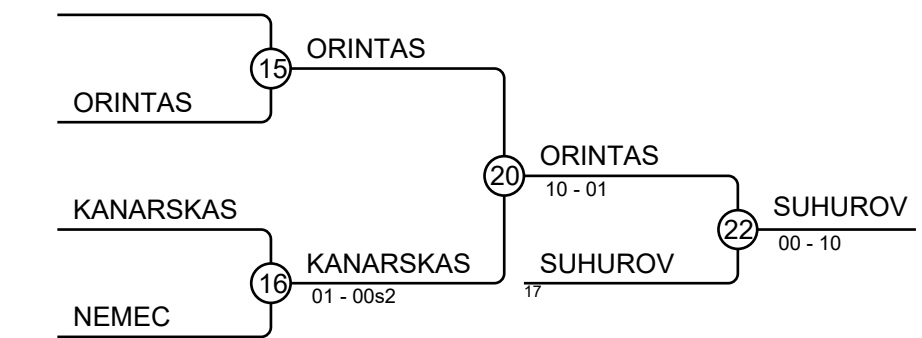 ORINTAS
15
ORINTAS
KANARSKAS
16
NEMEC
KANARSKAS
01 - 00s2
20
ORINTAS
10 - 01
SUHUROV
17
22
SUHUROV
00 - 10